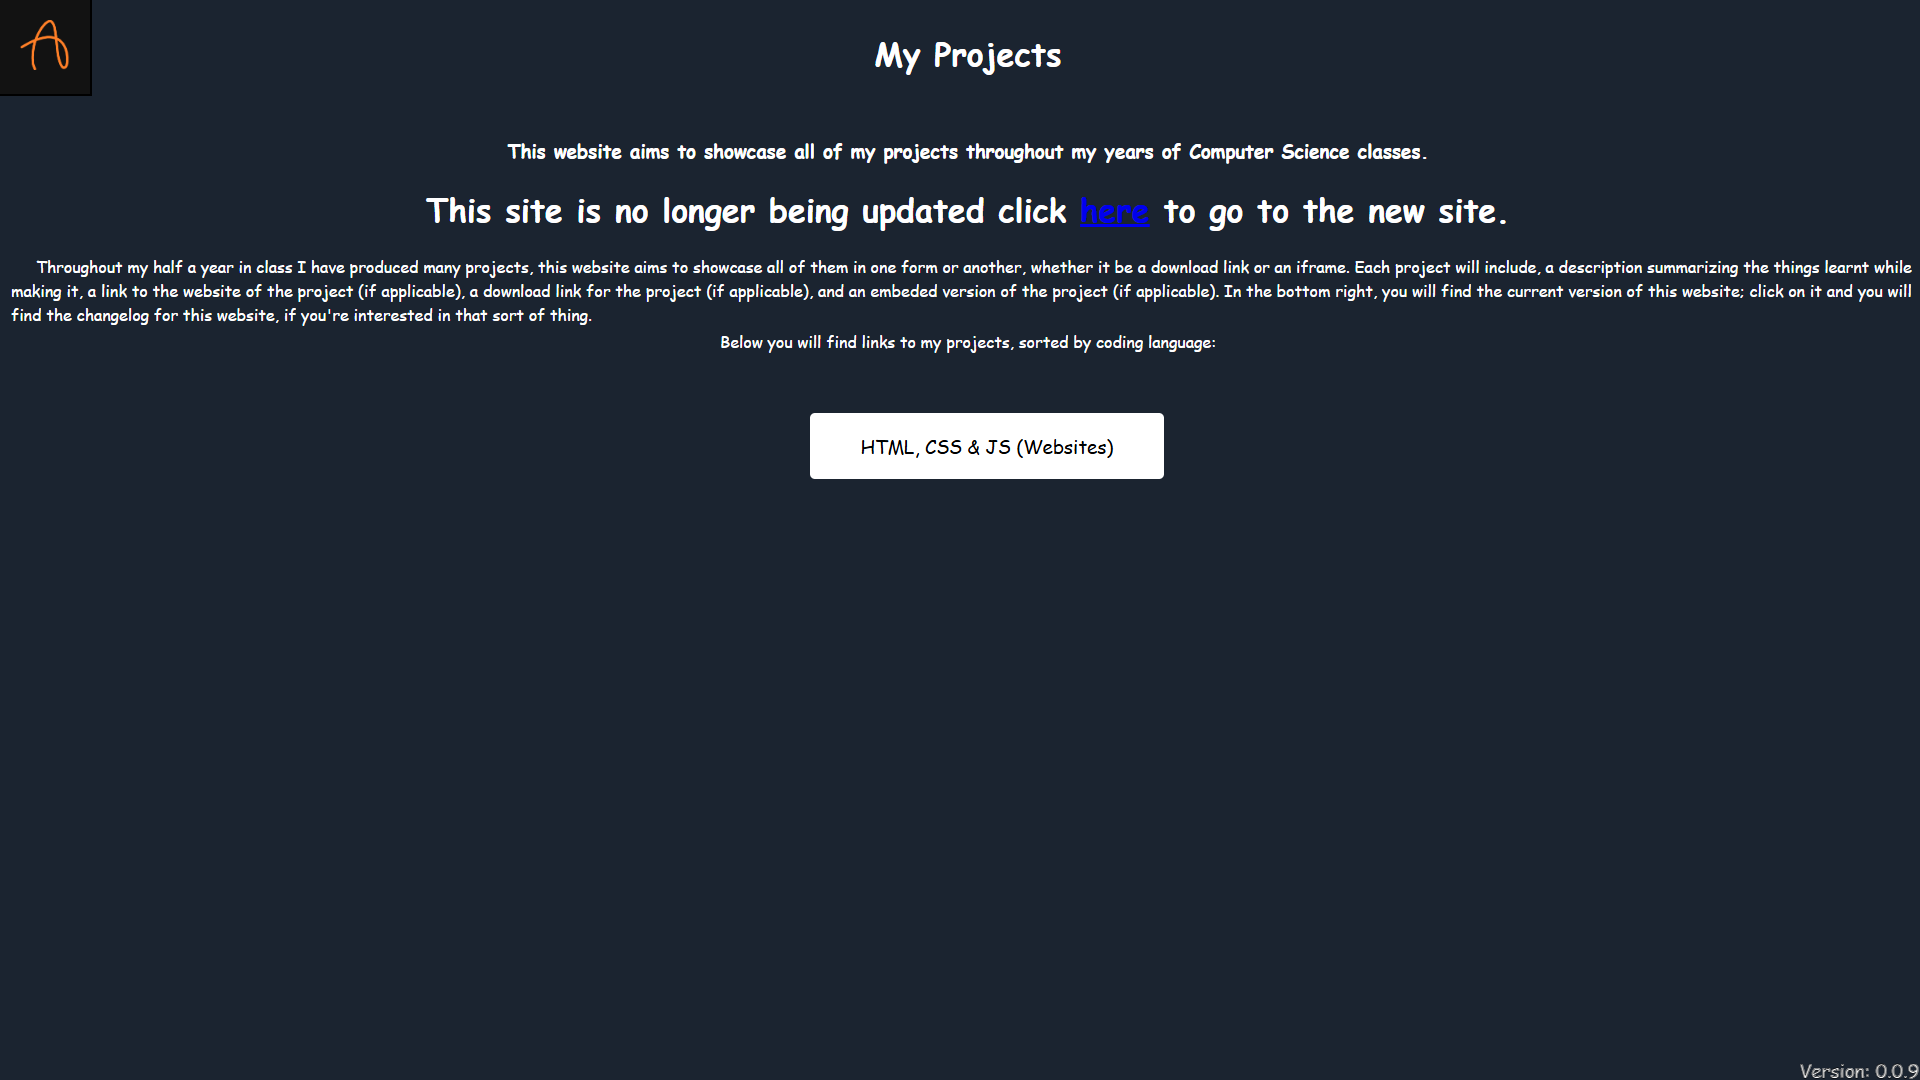 My Projects
This website aims to showcase all of my projects throughout my years of Computer Science classes.
This site is no longer being updated click here to go to the new site.
Throughout my half a year in class I have produced many projects, this website aims to showcase all of them in one form or another, whether it be a download link or an iframe. Each project will include, a description summarizing the things learnt while
making it, a link to the website of the project (if applicable), a download link for the project (if applicable), and an embeded version of the project (if applicable). In the bottom right, you will find the current version of this website; click on it and you will
find the changelog for this website, if you're interested in that sort of thing.
Below you will find links to my projects, sorted by coding language:
HTML, CSS & JS (Websites)
Version: 0.0.9